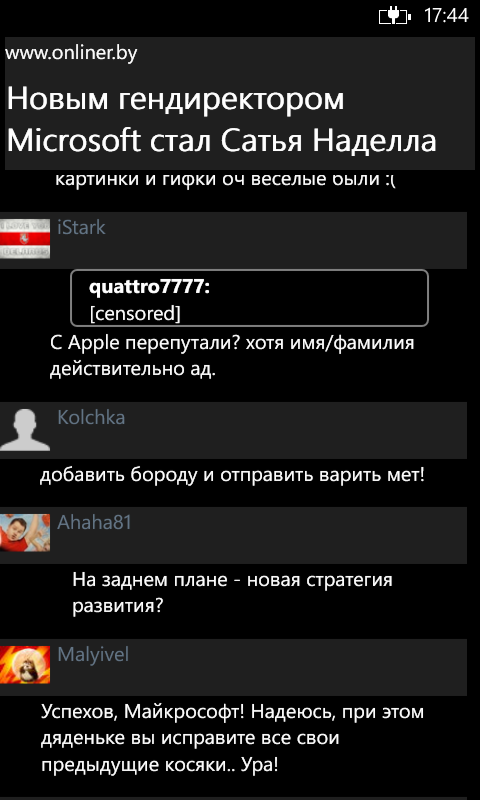 17:44
www.onliner.by
Новым гендиректором
Microsoft стал Сатья Наделла
картинки и гифки оч веселые были :(
iStark
quattro7777:
[censored]
С Apple перепутали? хотя имя/фамилия
действительно ад.
Kolchka
добавить бороду и отправить варить мет!
Ahaha81
На заднем плане - новая стратегия
развития?
Malyivel
Успехов, Майкрософт! Надеюсь, при этом
дяденьке вы исправите все свои
предыдущие косяки.. Ура!